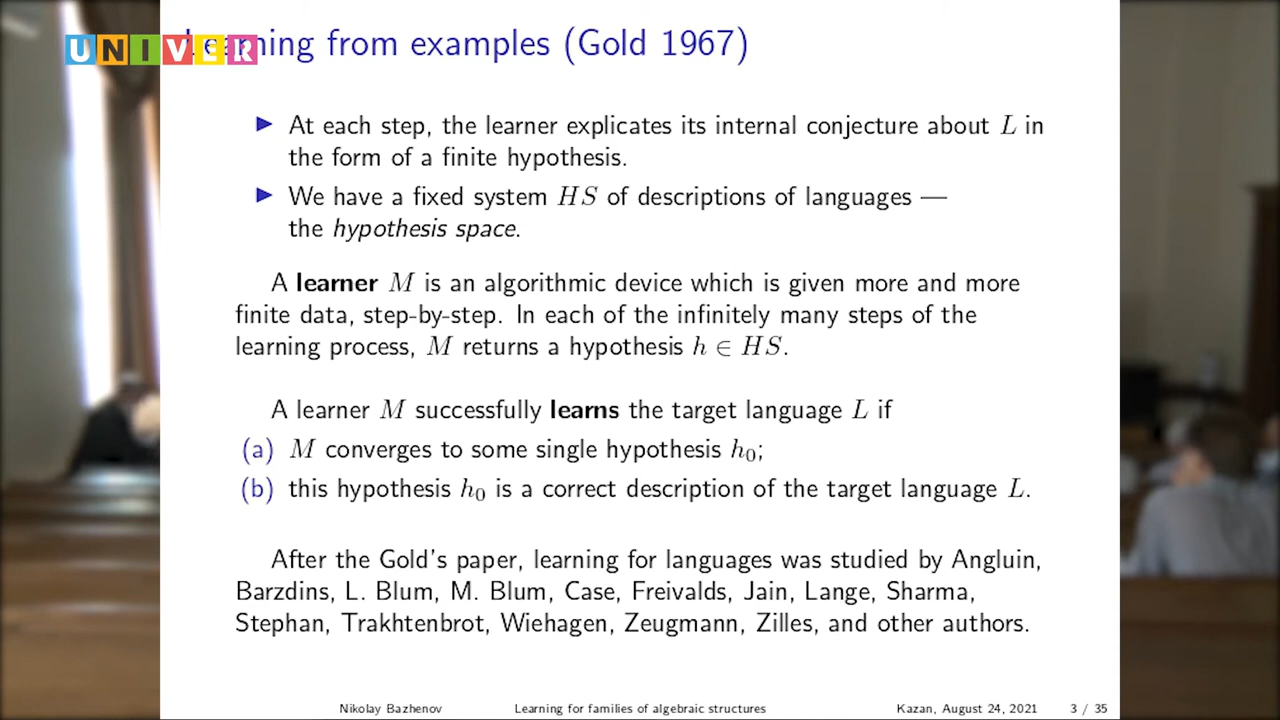 UNIVER
Learning from examples (Gold 1967)
▶ At each step, the learner explicates its internal conjecture about L in
the form of a finite hypothesis.
▶ We have a fixed system HS of descriptions of languages —
the hypothesis space.
A learner M is an algorithmic device which is given more and more
finite data, step-by-step. In each of the infinitely many steps of the
learning process, M returns a hypothesis h ∈ HS.
A learner M successfully learns the target language L if
(a) M converges to some single hypothesis h₀;
(b) this hypothesis h₀ is a correct description of the target language L.
After the Gold's paper, learning for languages was studied by Angluin,
Barzdins, L. Blum, M. Blum, Case, Freivalds, Jain, Lange, Sharma,
Stephan, Trakhtenbrot, Wiehagen, Zeugmann, Zilles, and other authors.
Nikolay Bazhenov Learning for families of algebraic structures Kazan, August 24, 2021 3 / 35